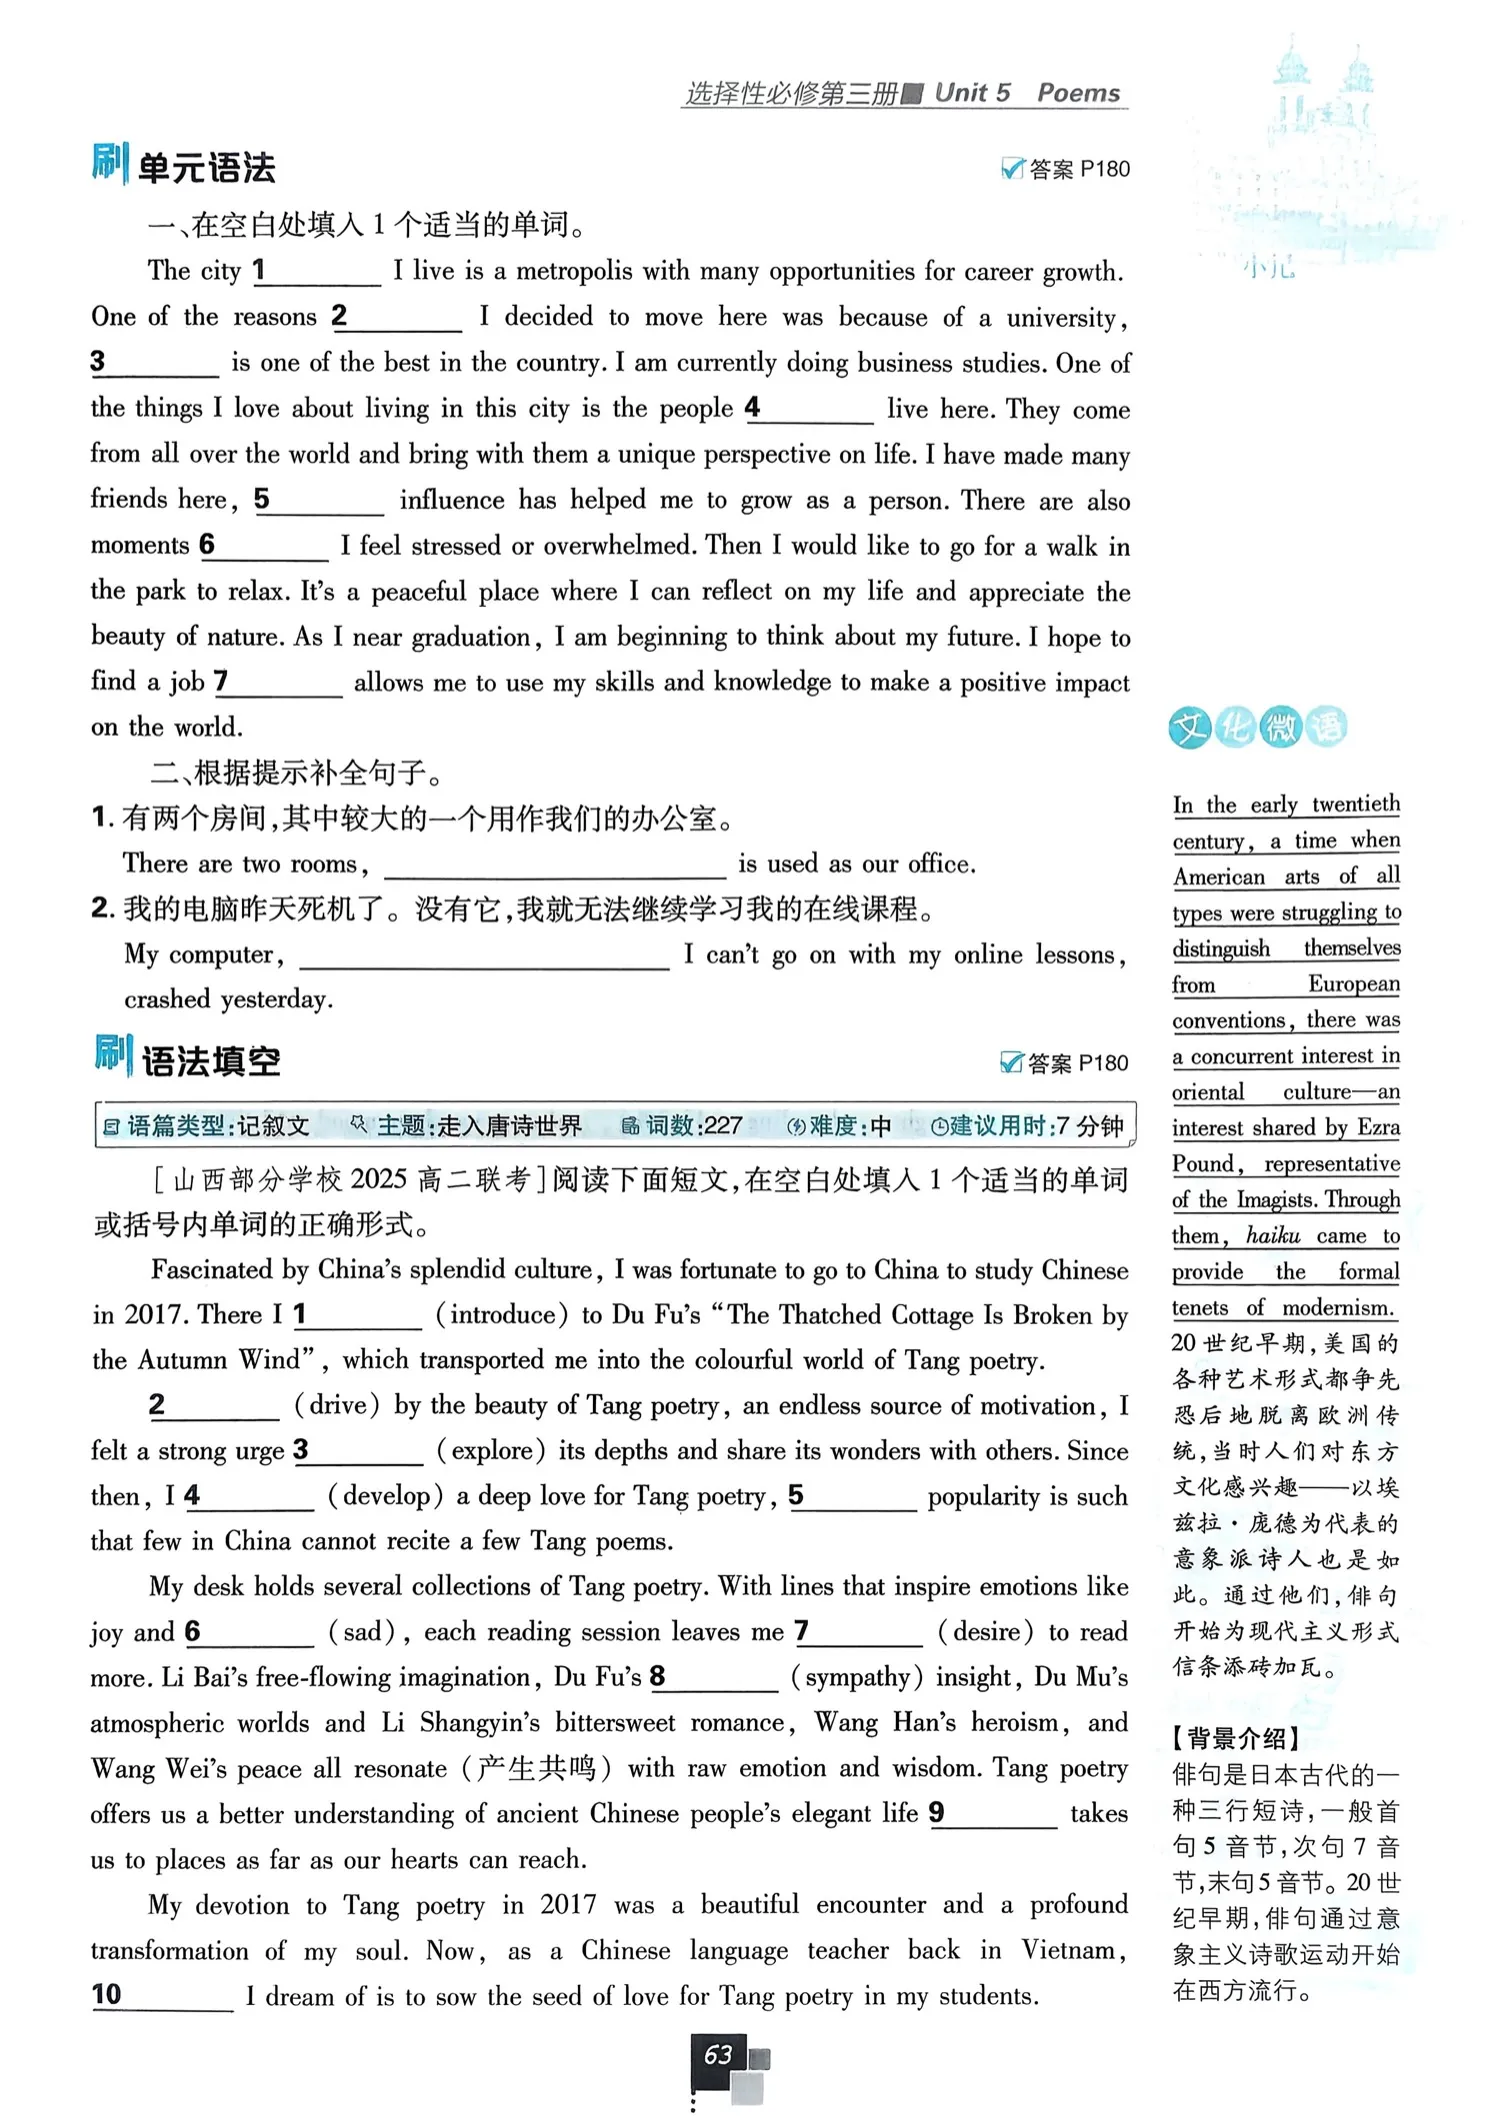 选择性必修第三册 Unit 5 Poems
刷 单元语法 答案 P180
一、在空白处填入 1 个适当的单词。
The city 1________ I live is a metropolis with many opportunities for career growth.
One of the reasons 2________ I decided to move here was because of a university,
3________ is one of the best in the country. I am currently doing business studies. One of
the things I love about living in this city is the people 4________ live here. They come
from all over the world and bring with them a unique perspective on life. I have made many
friends here, 5________ influence has helped me to grow as a person. There are also
moments 6________ I feel stressed or overwhelmed. Then I would like to go for a walk in
the park to relax. It's a peaceful place where I can reflect on my life and appreciate the
beauty of nature. As I near graduation, I am beginning to think about my future. I hope to
find a job 7________ allows me to use my skills and knowledge to make a positive impact
on the world.
二、根据提示补全句子。
1. 有两个房间,其中较大的一个用作我们的办公室。
There are two rooms, ________________ is used as our office.
2. 我的电脑昨天死机了。没有它,我就无法继续学习我的在线课程。
My computer, ________________ I can't go on with my online lessons,
crashed yesterday.
刷 语法填空 答案 P180
语篇类型:记叙文 主题:走入唐诗世界 词数:227 难度:中 建议用时:7 分钟
[山西部分学校 2025 高二联考]阅读下面短文,在空白处填入 1 个适当的单词
或括号内单词的正确形式。
Fascinated by China's splendid culture, I was fortunate to go to China to study Chinese
in 2017. There I 1________ (introduce) to Du Fu's “The Thatched Cottage Is Broken by
the Autumn Wind”, which transported me into the colourful world of Tang poetry.
2________ (drive) by the beauty of Tang poetry, an endless source of motivation, I
felt a strong urge 3________ (explore) its depths and share its wonders with others. Since
then, I 4________ (develop) a deep love for Tang poetry, 5________ popularity is such
that few in China cannot recite a few Tang poems.
My desk holds several collections of Tang poetry. With lines that inspire emotions like
joy and 6________ (sad), each reading session leaves me 7________ (desire) to read
more. Li Bai's free-flowing imagination, Du Fu's 8________ (sympathy) insight, Du Mu's
atmospheric worlds and Li Shangyin's bittersweet romance, Wang Han's heroism, and
Wang Wei's peace all resonate (产生共鸣) with raw emotion and wisdom. Tang poetry
offers us a better understanding of ancient Chinese people's elegant life 9________ takes
us to places as far as our hearts can reach.
My devotion to Tang poetry in 2017 was a beautiful encounter and a profound
transformation of my soul. Now, as a Chinese language teacher back in Vietnam,
10________ I dream of is to sow the seed of love for Tang poetry in my students.
63
文化微语
In the early twentieth
century, a time when
American arts of all
types were struggling to
distinguish themselves
from European
conventions, there was
a concurrent interest in
oriental culture—an
interest shared by Ezra
Pound, representative
of the Imagists. Through
them, haiku came to
provide the formal
tenets of modernism.
20 世纪早期,美国的
各种艺术形式都争先
恐后地脱离欧洲传
统,当时人们对东方
文化感兴趣——以埃
兹拉·庞德为代表的
意象派诗人也是如
此。通过他们,俳句
开始为现代主义形式
信条添砖加瓦。
【背景介绍】
俳句是日本古代的一
种三行短诗,一般首
句 5 音节,次句 7 音
节,末句 5 音节。20 世
纪早期,俳句通过意
象主义诗歌运动开始
在西方流行。